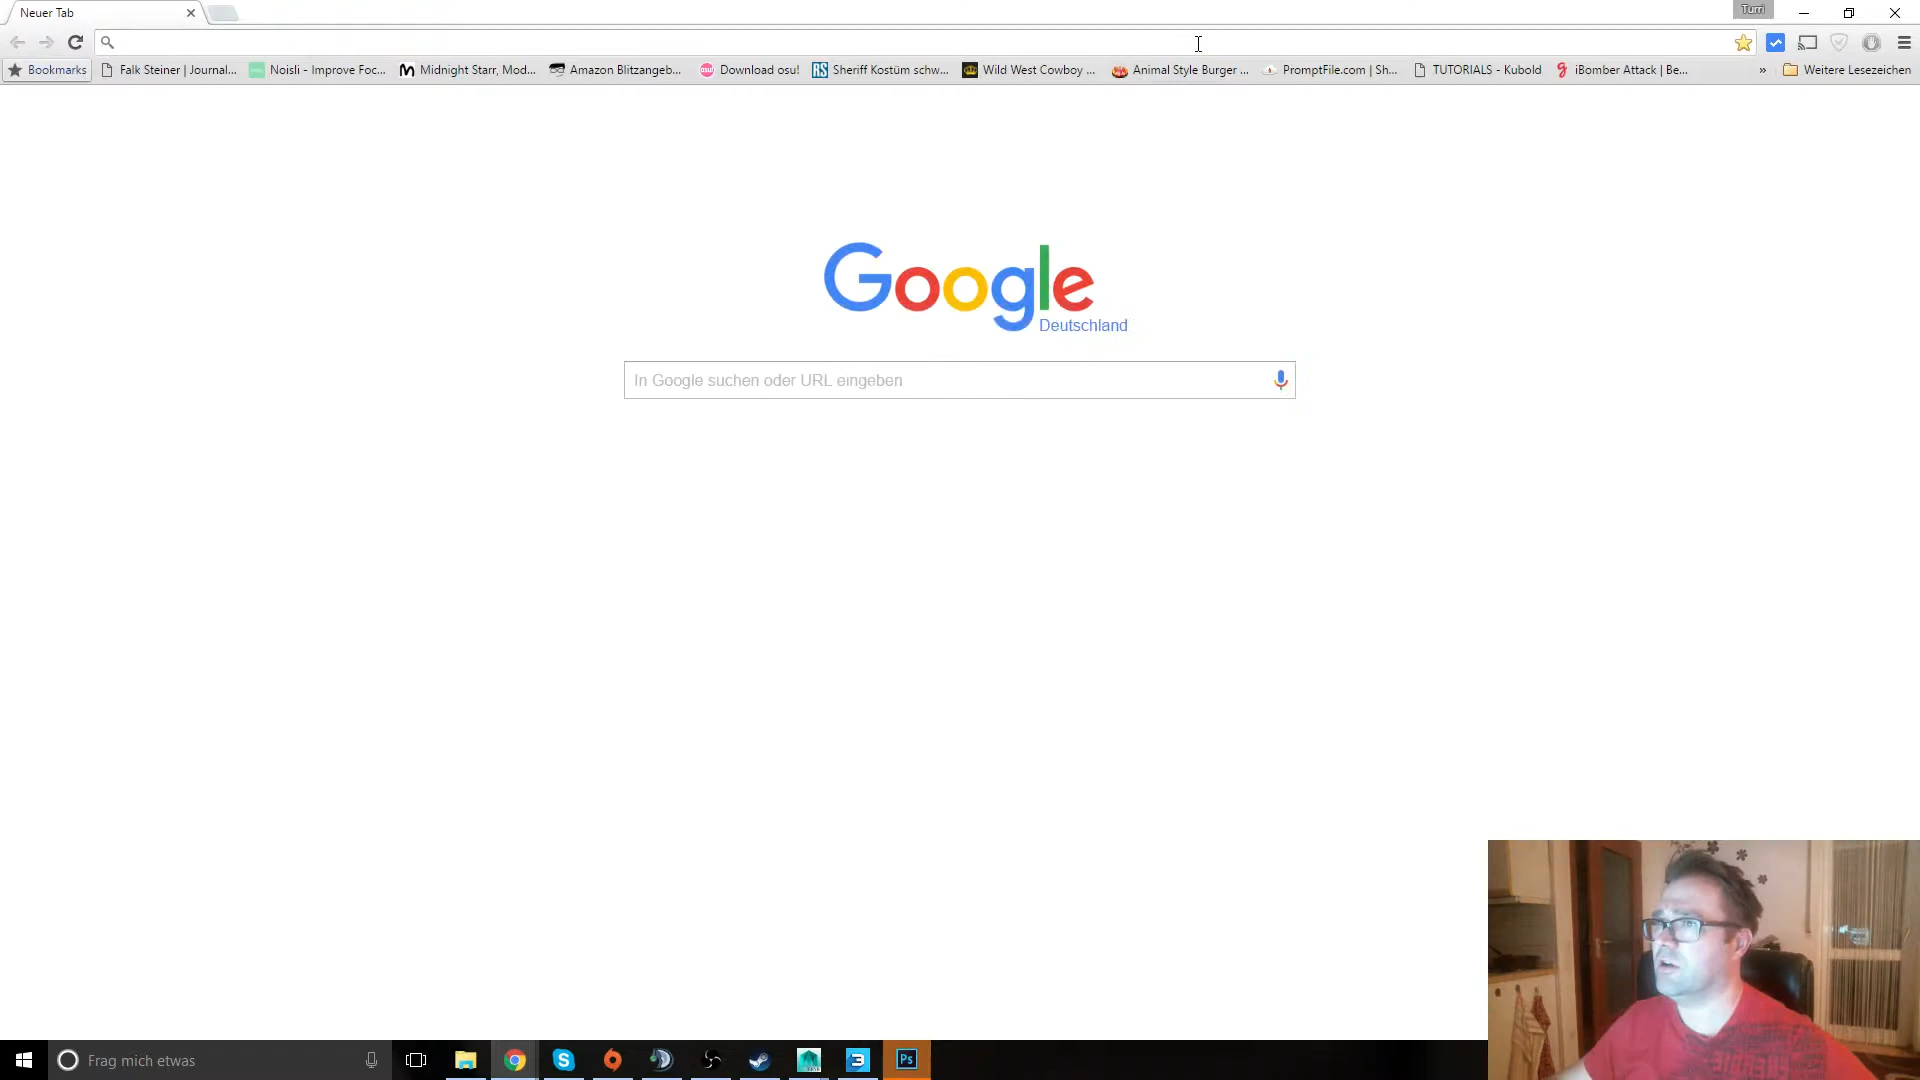 Neuer Tab
Turri
Bookmarks
Falk Steiner | Journal...
Noisli - Improve Foc...
Midnight Starr, Mod...
Amazon Blitzangeb...
Download osu!
RS
Sheriff Kostüm schw...
Wild West Cowboy ...
Animal Style Burger ...
PromptFile.com | Sh...
TUTORIALS - Kubold
iBomber Attack | Be...
»
Weitere Lesezeichen
Google
Deutschland
In Google suchen oder URL eingeben
Frag mich etwas
Ps